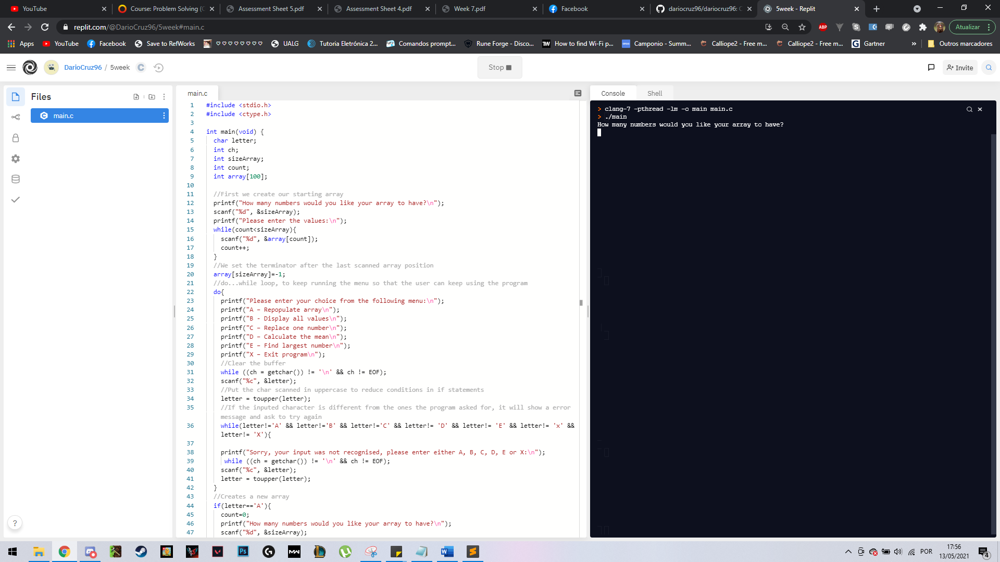 YouTube
Course: Problem Solving (C
Assessment Sheet 5.pdf
Assessment Sheet 4.pdf
Week 7.pdf
Facebook
dariocruz96/dariocruz96: C
5week - Replit
replit.com/@DarioCruz96/5week#main.c
ABP
Atualizar
Apps
YouTube
Facebook
Save to RefWorks
UALG
Tutoria Eletrónica 2...
Comandos prompt...
Rune Forge - Disco...
How to find Wi-Fi p...
Camponio - Summ...
Calliope2 - Free m...
Calliope2 - Free m...
Gartner
»
Outros marcadores
DarioCruz96 / 5week
C
Stop
Invite
Files
main.c
main.c
Console
Shell
1 #include <stdio.h>
2 #include <ctype.h>
3
4 int main(void) {
5 char letter;
6 int ch;
7 int sizeArray;
8 int count;
9 int array[100];
10
11 //First we create our starting array
12 printf("How many numbers would you like your array to have?\n");
13 scanf("%d", &sizeArray);
14 printf("Please enter the values:\n");
15 while(count<sizeArray){
16 scanf("%d", &array[count]);
17 count++;
18 }
19 //We set the terminator after the last scanned array position
20 array[sizeArray]=-1;
21 //do...while loop, to keep running the menu so that the user can keep using the program
22 do{
23 printf("Please enter your choice from the following menu:\n");
24 printf("A – Repopulate array\n");
25 printf("B - Display all values\n");
26 printf("C – Replace one number\n");
27 printf("D – Calculate the mean\n");
28 printf("E – Find largest number\n");
29 printf("X – Exit program\n");
30 //Clear the buffer
31 while ((ch = getchar()) != '\n' && ch != EOF);
32 scanf("%c", &letter);
33 //Put the char scanned in uppercase to reduce conditions in if statements
34 letter = toupper(letter);
35 //If the inputed character is different from the ones the program asked for, it will show a error
message and ask to try again
36 while(letter!='A' && letter!='B' && letter!='C' && letter!= 'D' && letter!= 'E' && letter!= 'x' &&
letter!= 'X'){
37
38 printf("Sorry, your input was not recognised, please enter either A, B, C, D, E or X:\n");
39 while ((ch = getchar()) != '\n' && ch != EOF);
40 scanf("%c", &letter);
41 letter = toupper(letter);
42 }
43 //Creates a new array
44 if(letter=='A'){
45 count=0;
46 printf("How many numbers would you like your array to have?\n");
47 scanf("%d", &sizeArray);
> clang-7 -pthread -lm -o main main.c
> ./main
How many numbers would you like your array to have?
?
POR
17:56
13/05/2021
4